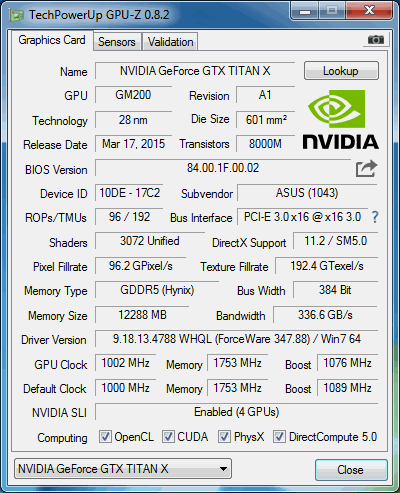 TechPowerUp GPU-Z 0.8.2
Graphics Card Sensors Validation
Name NVIDIA GeForce GTX TITAN X Lookup
GPU GM200 Revision A1
Technology 28 nm Die Size 601 mm²
Release Date Mar 17, 2015 Transistors 8000M
NVIDIA
BIOS Version 84.00.1F.00.02
Device ID 10DE - 17C2 Subvendor ASUS (1043)
ROPs/TMUs 96 / 192 Bus Interface PCI-E 3.0 x16 @ x16 3.0 ?
Shaders 3072 Unified DirectX Support 11.2 / SM5.0
Pixel Fillrate 96.2 GPixel/s Texture Fillrate 192.4 GTexel/s
Memory Type GDDR5 (Hynix) Bus Width 384 Bit
Memory Size 12288 MB Bandwidth 336.6 GB/s
Driver Version 9.18.13.4788 WHQL (ForceWare 347.88) / Win7 64
GPU Clock 1002 MHz Memory 1753 MHz Boost 1076 MHz
Default Clock 1000 MHz Memory 1753 MHz Boost 1089 MHz
NVIDIA SLI Enabled (4 GPUs)
Computing OpenCL CUDA PhysX DirectCompute 5.0
NVIDIA GeForce GTX TITAN X Close